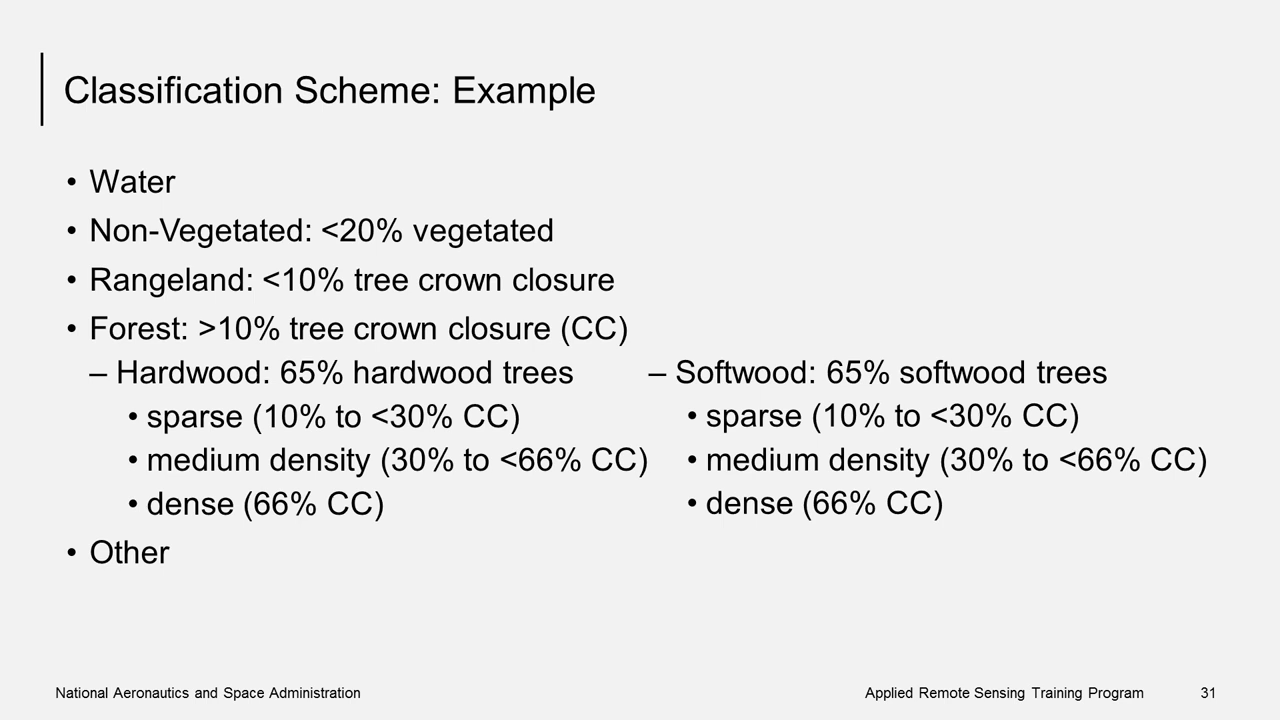 Classification Scheme: Example
• Water
• Non-Vegetated: <20% vegetated
• Rangeland: <10% tree crown closure
• Forest: >10% tree crown closure (CC)
– Hardwood: 65% hardwood trees
• sparse (10% to <30% CC)
• medium density (30% to <66% CC)
• dense (66% CC)
– Softwood: 65% softwood trees
• sparse (10% to <30% CC)
• medium density (30% to <66% CC)
• dense (66% CC)
• Other
National Aeronautics and Space Administration
Applied Remote Sensing Training Program
31